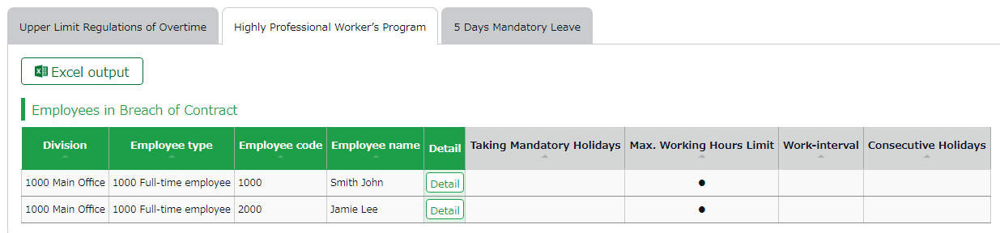 Upper Limit Regulations of Overtime Highly Professional Worker’s Program 5 Days Mandatory Leave
Excel output
Employees in Breach of Contract
Division Employee type Employee code Employee name Detail Taking Mandatory Holidays Max. Working Hours Limit Work-interval Consecutive Holidays
1000 Main Office 1000 Full-time employee 1000 Smith John Detail ●
1000 Main Office 1000 Full-time employee 2000 Jamie Lee Detail ●